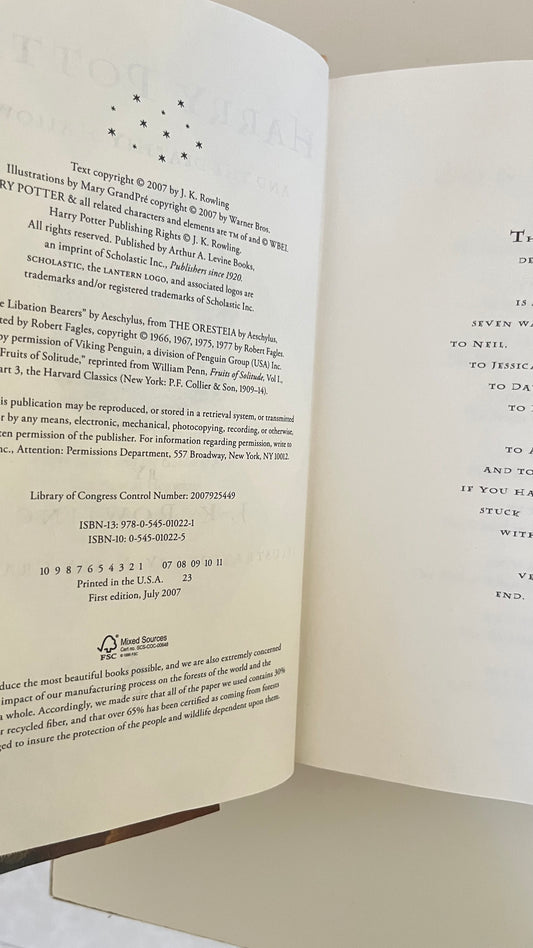 Text copyright © 2007 by J. K. Rowling
Illustrations by Mary GrandPré copyright © 2007 by Warner Bros.
RY POTTER & all related characters and elements are TM of and © WBEI.
Harry Potter Publishing Rights © J. K. Rowling.
All rights reserved. Published by Arthur A. Levine Books,
an imprint of Scholastic Inc., Publishers since 1920.
SCHOLASTIC, the LANTERN LOGO, and associated logos are
trademarks and/or registered trademarks of Scholastic Inc.
e Libation Bearers" by Aeschylus, from THE ORESTEIA by Aeschylus,
ted by Robert Fagles, copyright © 1966, 1967, 1975, 1977 by Robert Fagles.
by permission of Viking Penguin, a division of Penguin Group (USA) Inc.
Fruits of Solitude," reprinted from William Penn, Fruits of Solitude, Vol I.,
art 3, the Harvard Classics (New York: P.F. Collier & Son, 1909–14).
is publication may be reproduced, or stored in a retrieval system, or transmitted
r by any means, electronic, mechanical, photocopying, recording, or otherwise,
ten permission of the publisher. For information regarding permission, write to
nc., Attention: Permissions Department, 557 Broadway, New York, NY 10012.
Library of Congress Control Number: 2007925449
ISBN-13: 978-0-545-01022-1
ISBN-10: 0-545-01022-5
10 9 8 7 6 5 4 3 2 1 07 08 09 10 11
Printed in the U.S.A. 23
First edition, July 2007
FSC Mixed Sources
Cert no. SCS-COC-00648
© 1996 FSC
duce the most beautiful books possible, and we are also extremely concerned
impact of our manufacturing process on the forests of the world and the
a whole. Accordingly, we made sure that all of the paper we used contains 30%
r recycled fiber, and that over 65% has been certified as coming from forests
ged to insure the protection of the people and wildlife dependent upon them.
TH
DE
IS
SEVEN WA
TO NEIL,
TO JESSICA
TO DA
TO
TO A
AND TO
IF YOU HA
STUCK
WITH
VE
END.